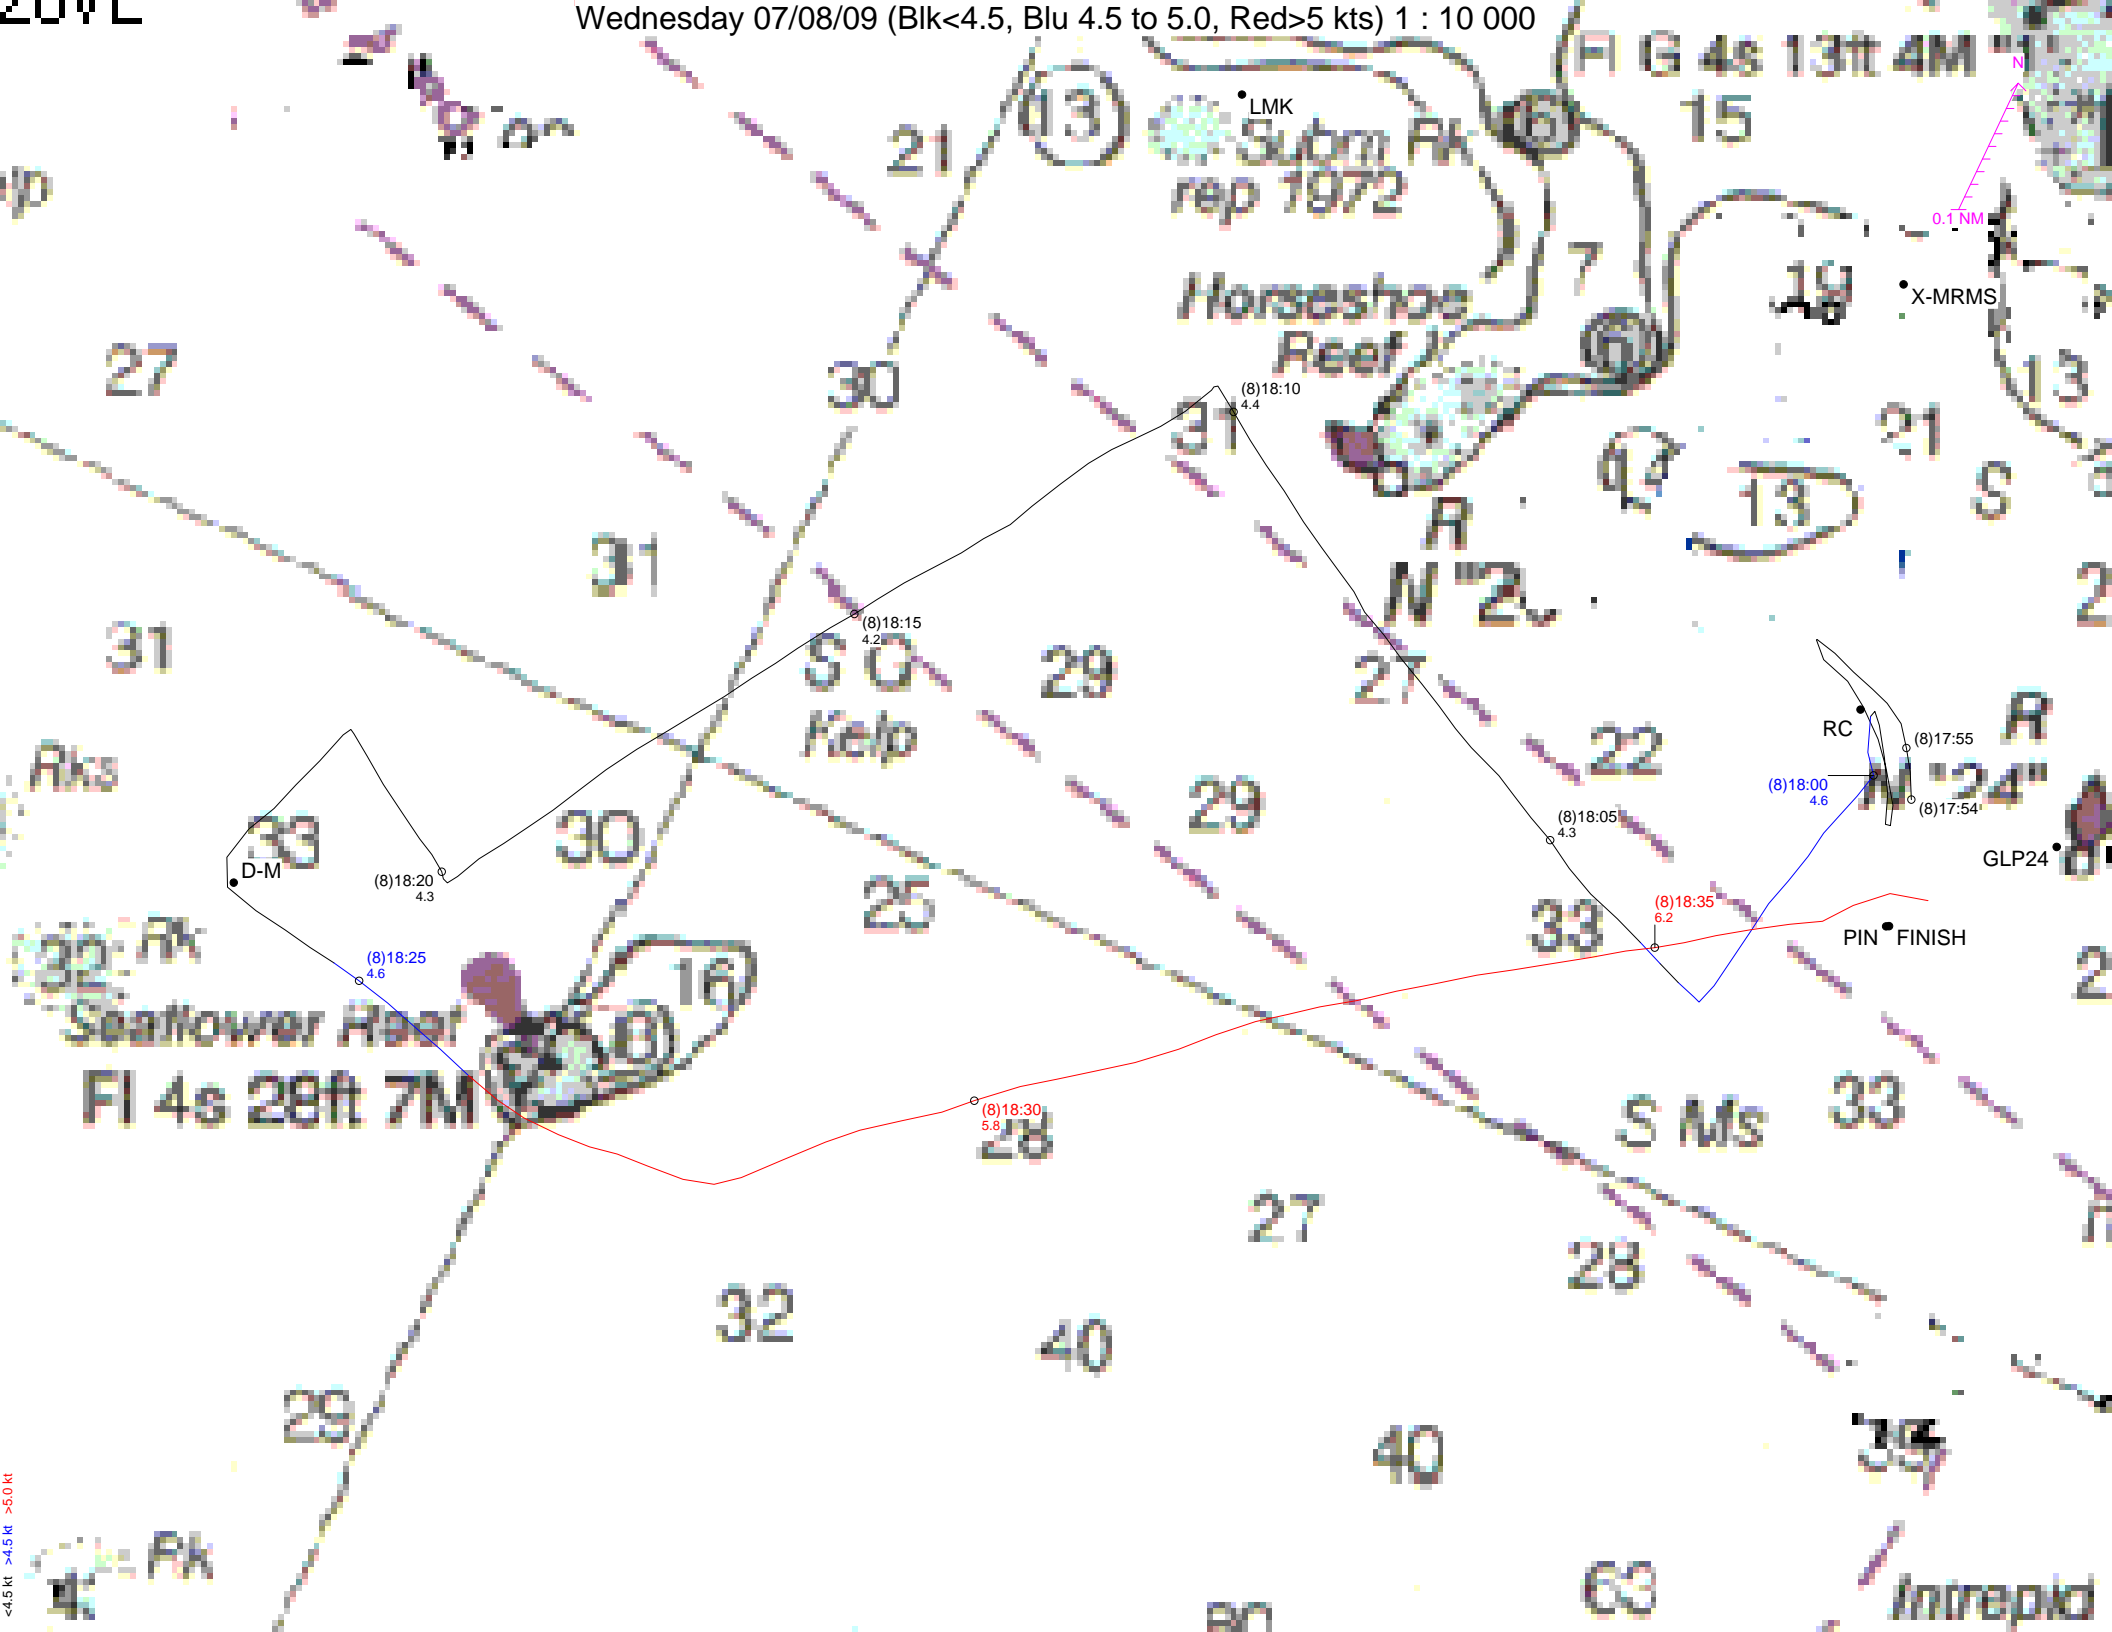 Wednesday 07/08/09 (Blk<4.5, Blu 4.5 to 5.0, Red>5 kts) 1 : 10 000
Fl G 4s 13ft 4M "1"
N
LMK
13
6
15
21
Subm Rk
rep 1972
0.1 NM
7
19
X-MRMS
Horseshoe
Reef
27
30
6
13
(8)18:10
4.4
31
21
13
S
R
N "2"
31
31
(8)18:15
4.2
S G
Kelp
29
27
RC
(8)17:55
R
22
N "24"
(8)18:00
4.6
(8)17:54
Rks
29
(8)18:05
4.3
33
30
GLP24
D-M
(8)18:20
4.3
25
(8)18:35
6.2
33
PIN
FINISH
Rk
32
(8)18:25
4.6
16
Seaflower Reef
Fl 4s 28ft 7M
(8)18:30
5.8
28
S Ms
33
27
28
32
40
29
40
<4.5 kt >4.5 kt >5.0 kt
Rk
63
Intrepid